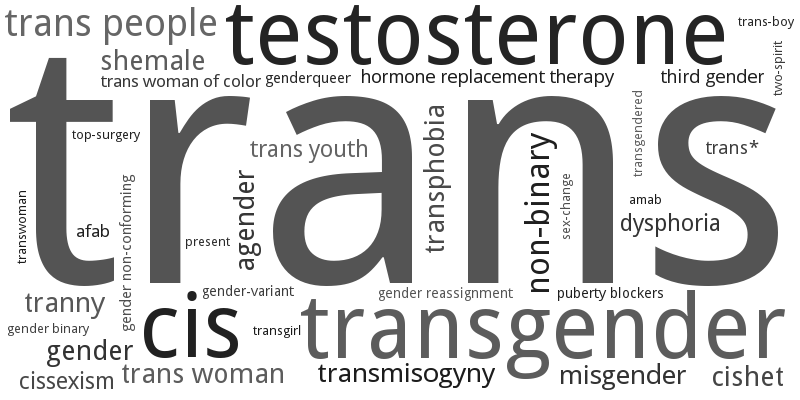 trans people
testosterone
trans-boy
shemale
two-spirit
trans woman of color
genderqueer
hormone replacement therapy
third gender
trans
top-surgery
trans youth
transphobia
non-binary
transgendered
trans*
transwoman
afab
gender non-conforming
present
agender
sex-change
amab
dysphoria
tranny
gender-variant
gender reassignment
puberty blockers
gender binary
cis
transgirl
transgender
gender
cissexism
trans woman
transmisogyny
misgender
cishet